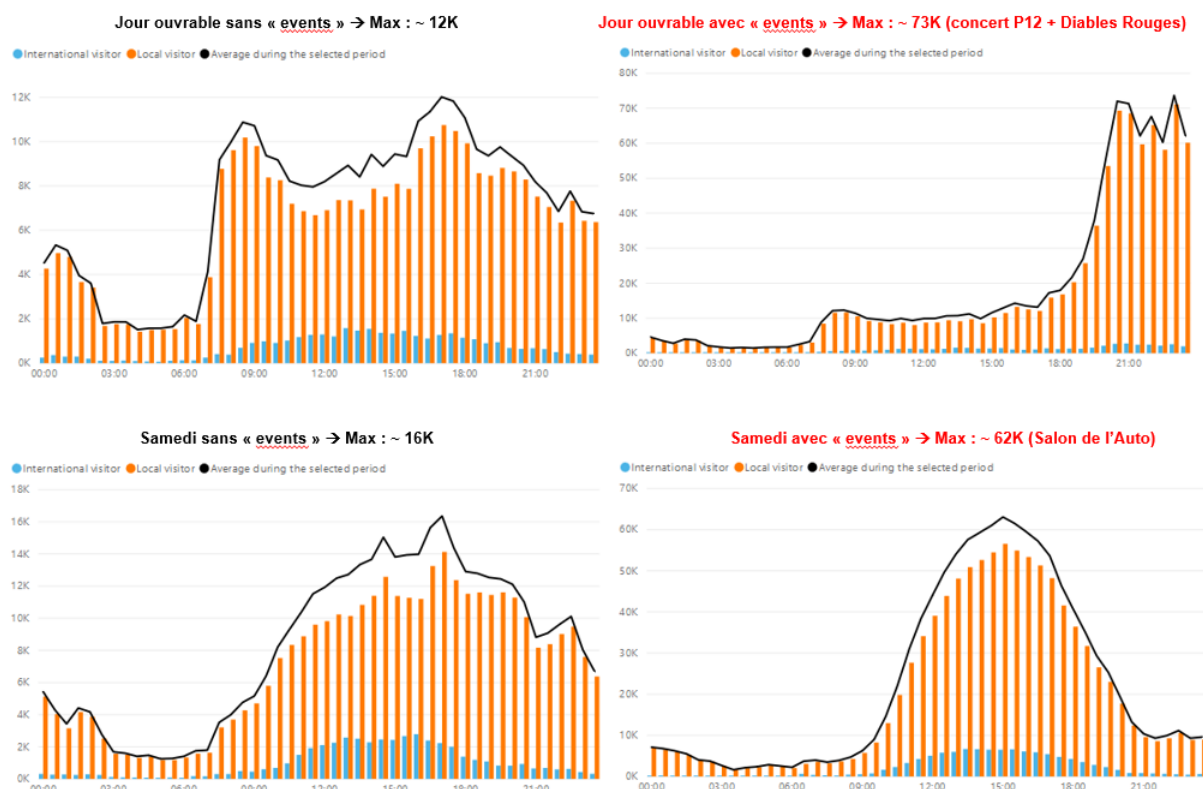 Jour ouvrable sans « events » → Max : ~ 12K
International visitor Local visitor Average during the selected period
12K
10K
8K
6K
4K
2K
0K
00:00 03:00 06:00 09:00 12:00 15:00 18:00 21:00
Jour ouvrable avec « events » → Max : ~ 73K (concert P12 + Diables Rouges)
International visitor Local visitor Average during the selected period
80K
70K
60K
50K
40K
30K
20K
10K
0K
00:00 03:00 06:00 09:00 12:00 15:00 18:00 21:00
Samedi sans « events » → Max : ~ 16K
International visitor Local visitor Average during the selected period
18K
16K
14K
12K
10K
8K
6K
4K
2K
0K
00:00 03:00 06:00 09:00 12:00 15:00 18:00 21:00
Samedi avec « events » → Max : ~ 62K (Salon de l'Auto)
International visitor Local visitor Average during the selected period
70K
60K
50K
40K
30K
20K
10K
0K
00:00 03:00 06:00 09:00 12:00 15:00 18:00 21:00